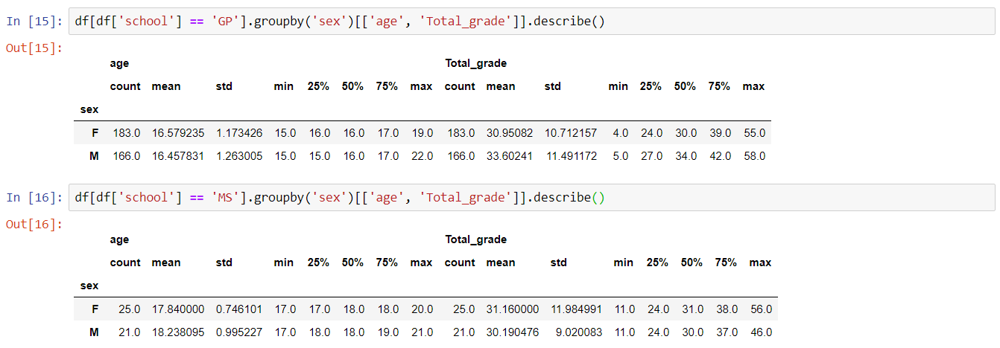 In [15]: df[df['school'] == 'GP'].groupby('sex')[['age', 'Total_grade']].describe()
Out[15]:
age Total_grade
count mean std min 25% 50% 75% max count mean std min 25% 50% 75% max
sex
F 183.0 16.579235 1.173426 15.0 16.0 16.0 17.0 19.0 183.0 30.95082 10.712157 4.0 24.0 30.0 39.0 55.0
M 166.0 16.457831 1.263005 15.0 15.0 16.0 17.0 22.0 166.0 33.60241 11.491172 5.0 27.0 34.0 42.0 58.0
In [16]: df[df['school'] == 'MS'].groupby('sex')[['age', 'Total_grade']].describe()
Out[16]:
age Total_grade
count mean std min 25% 50% 75% max count mean std min 25% 50% 75% max
sex
F 25.0 17.840000 0.746101 17.0 17.0 18.0 18.0 20.0 25.0 31.160000 11.984991 11.0 24.0 31.0 38.0 56.0
M 21.0 18.238095 0.995227 17.0 18.0 18.0 19.0 21.0 21.0 30.190476 9.020083 11.0 24.0 30.0 37.0 46.0